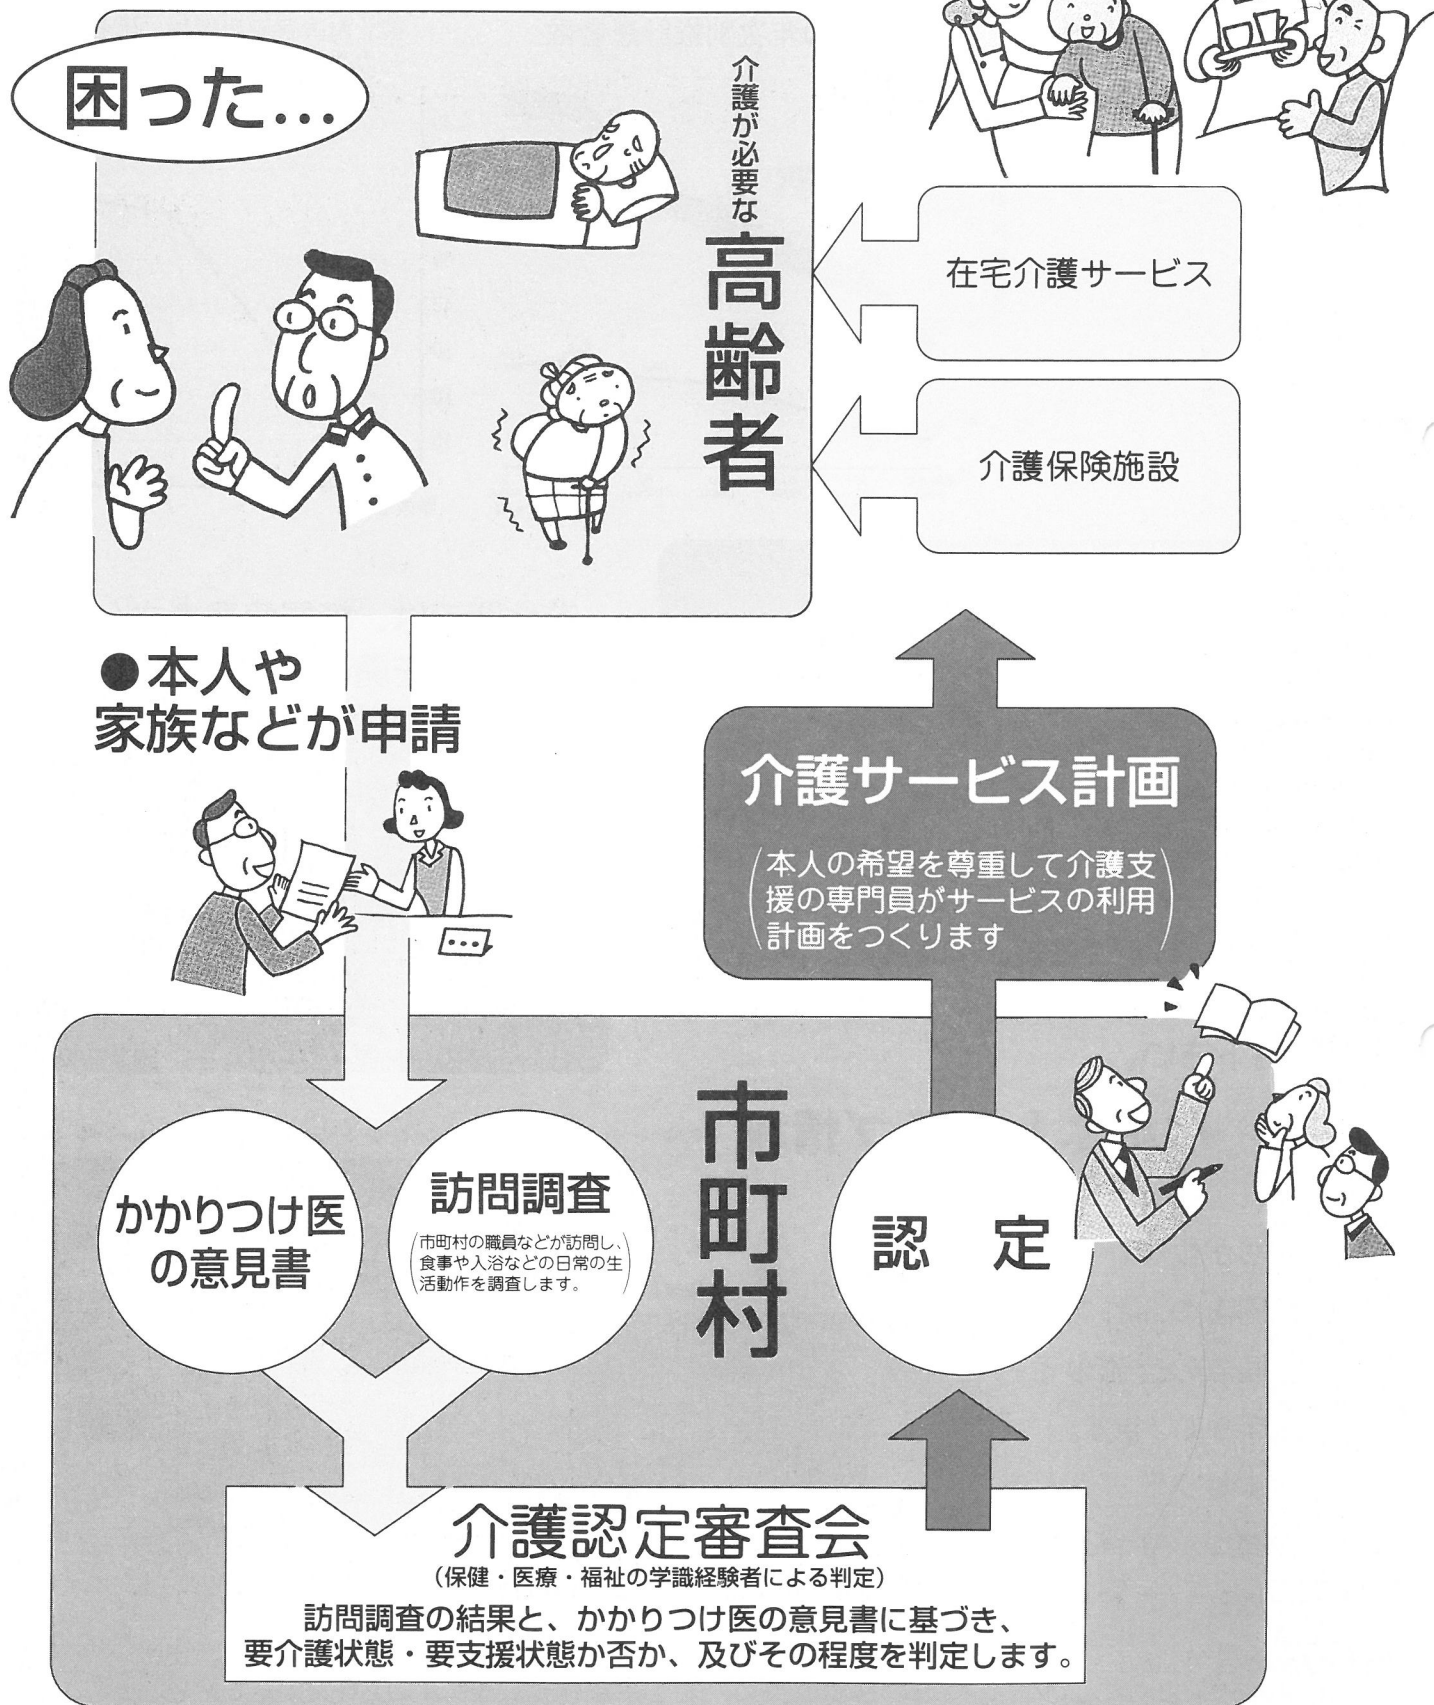 困った…
介護が必要な
高齢者
在宅介護サービス
介護保険施設
●本人や
家族などが申請
介護サービス計画
(本人の希望を尊重して介護支
援の専門員がサービスの利用
計画をつくります)
市町村
かかりつけ医
の意見書
訪問調査
(市町村の職員などが訪問し、
食事や入浴などの日常の生
活動作を調査します。)
認 定
介護認定審査会
(保健・医療・福祉の学識経験者による判定)
訪問調査の結果と、かかりつけ医の意見書に基づき、
要介護状態・要支援状態か否か、及びその程度を判定します。